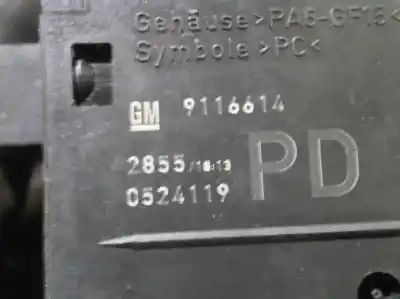 Gehäuse >PA6-GF15<
Symbole >PC<
GM 9116614
2855/18:13
0524119
PD